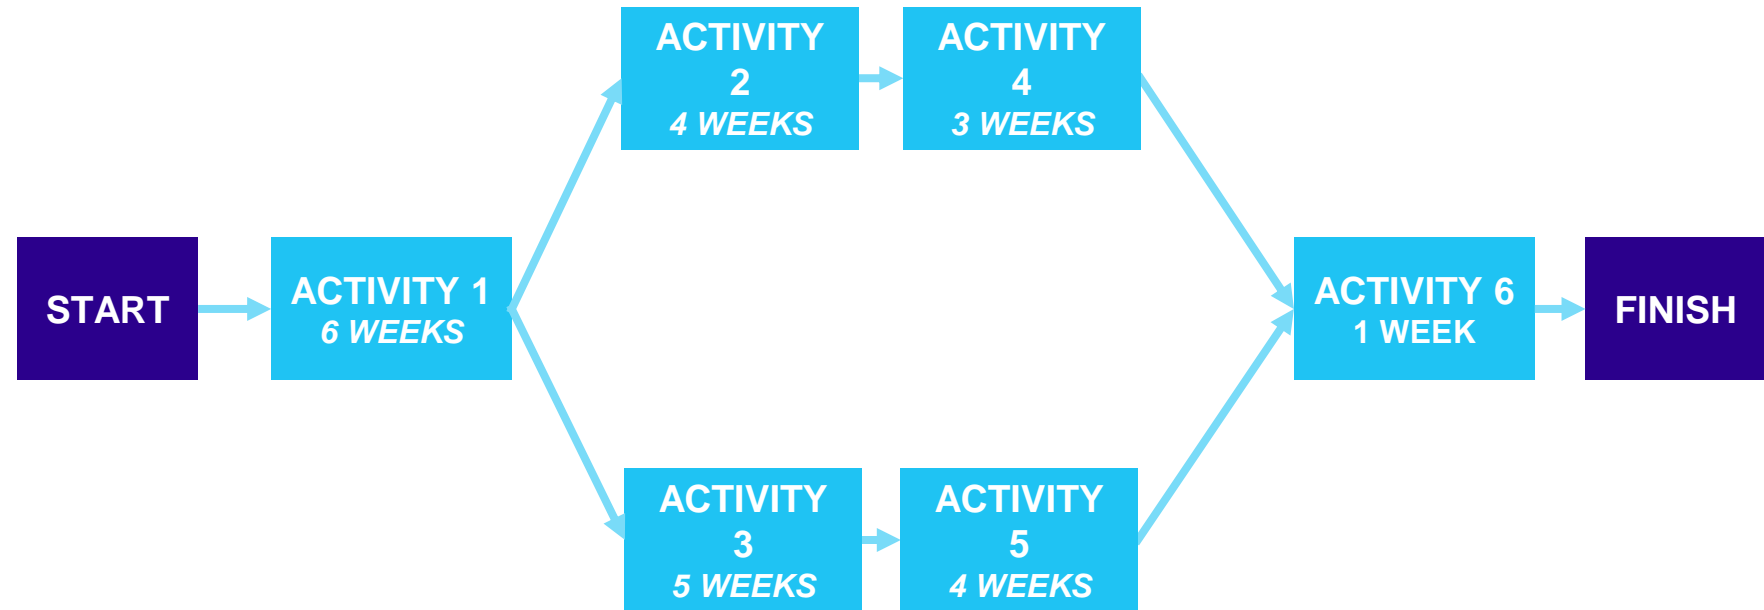 START
ACTIVITY 1
6 WEEKS
ACTIVITY
2
4 WEEKS
ACTIVITY
4
3 WEEKS
ACTIVITY
3
5 WEEKS
ACTIVITY
5
4 WEEKS
ACTIVITY 6
1 WEEK
FINISH